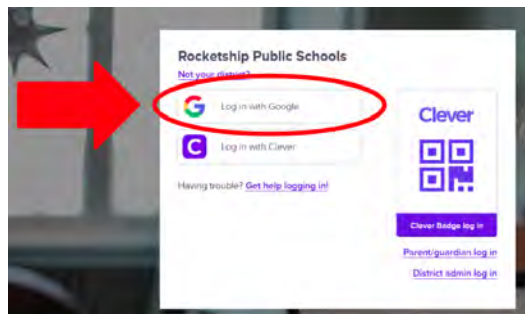 Rocketship Public Schools
Not your district?
Log in with Google
Log in with Clever
Having trouble? Get help logging in!
Clever
Clever Badge log in
Parent/guardian log in
District admin log in